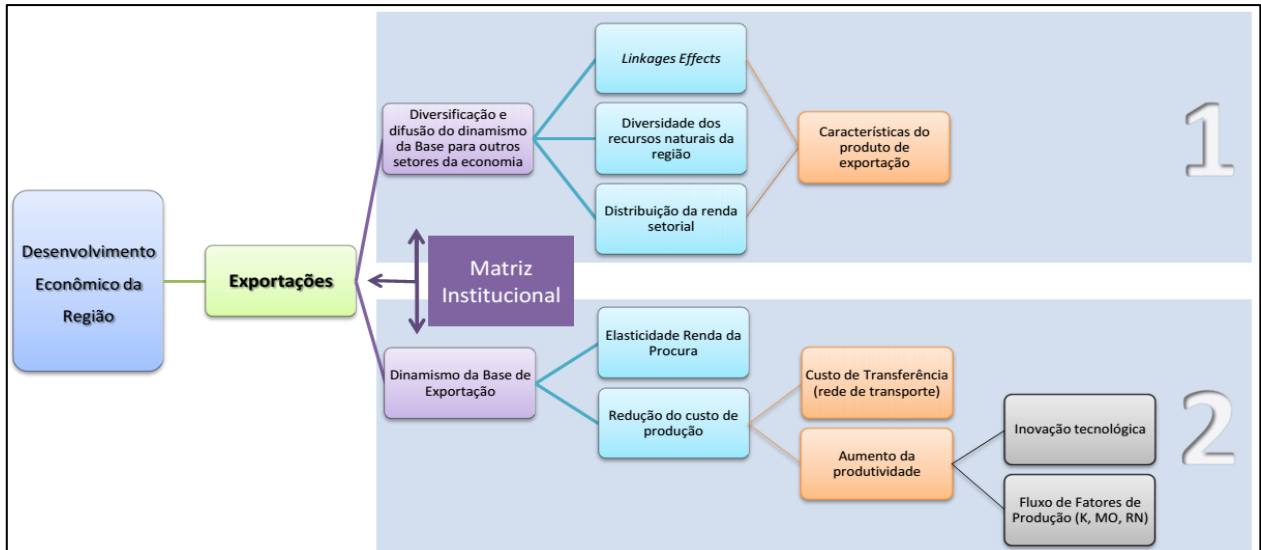 Desenvolvimento
Econômico da
Região
Exportações
Matriz
Institucional
Diversificação e
difusão do dinamismo
da Base para outros
setores da economia
Linkages Effects
Diversidade dos
recursos naturais da
região
Distribuição da renda
setorial
Características do
produto de
exportação
1
Dinamismo da Base de
Exportação
Elasticidade Renda da
Procura
Redução do custo de
produção
Custo de Transferência
(rede de transporte)
Aumento da
produtividade
Inovação tecnológica
Fluxo de Fatores de
Produção (K, MO, RN)
2